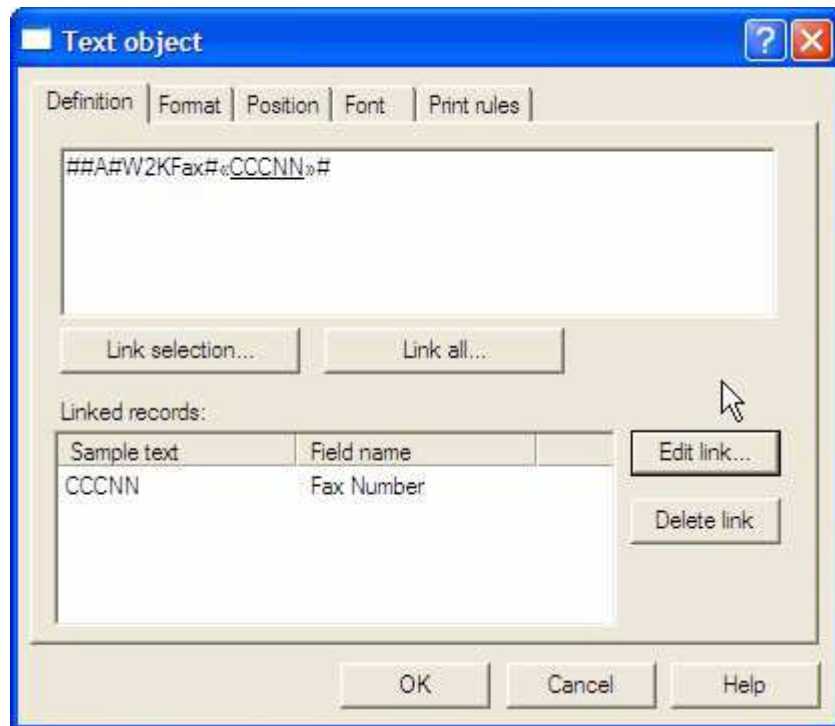 Text object
Definition Format Position Font Print rules
##A#W2KFax#«CCCNN»#
Link selection... Link all...
Linked records:
Sample text Field name Edit link...
CCCNN Fax Number
Delete link
OK Cancel Help